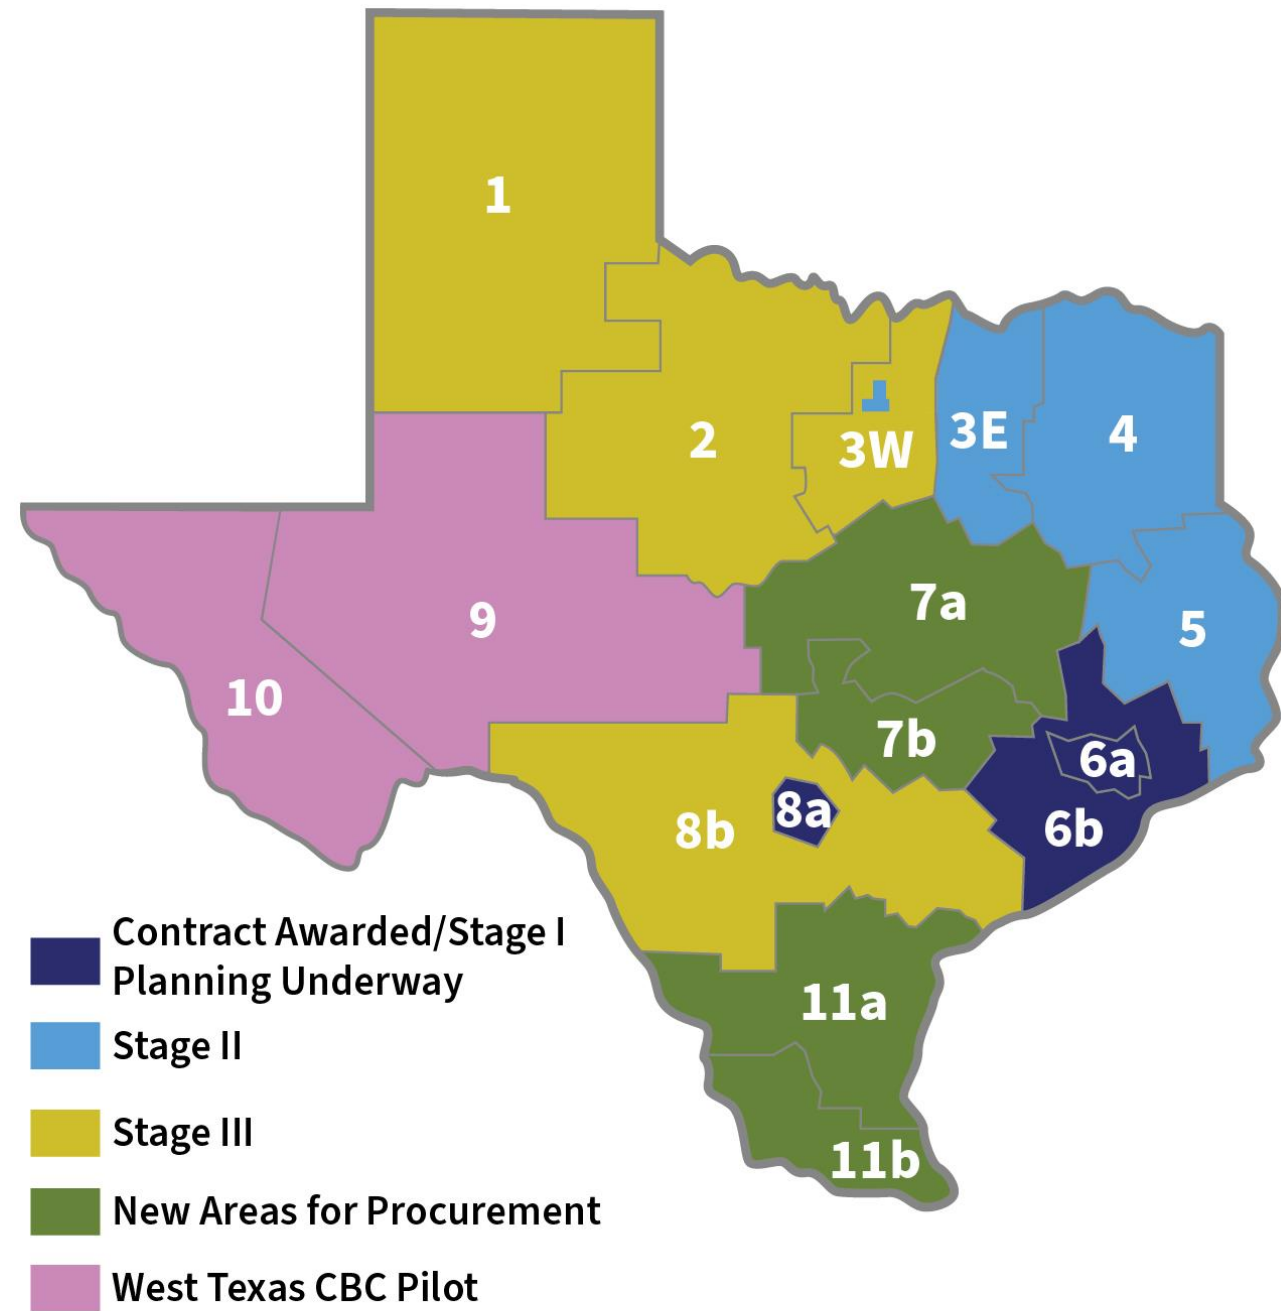 1
2
3W
3E
4
9
7a
5
10
7b
6a
8a
8b
6b
11a
11b
Contract Awarded/Stage I
Planning Underway
Stage II
Stage III
New Areas for Procurement
West Texas CBC Pilot